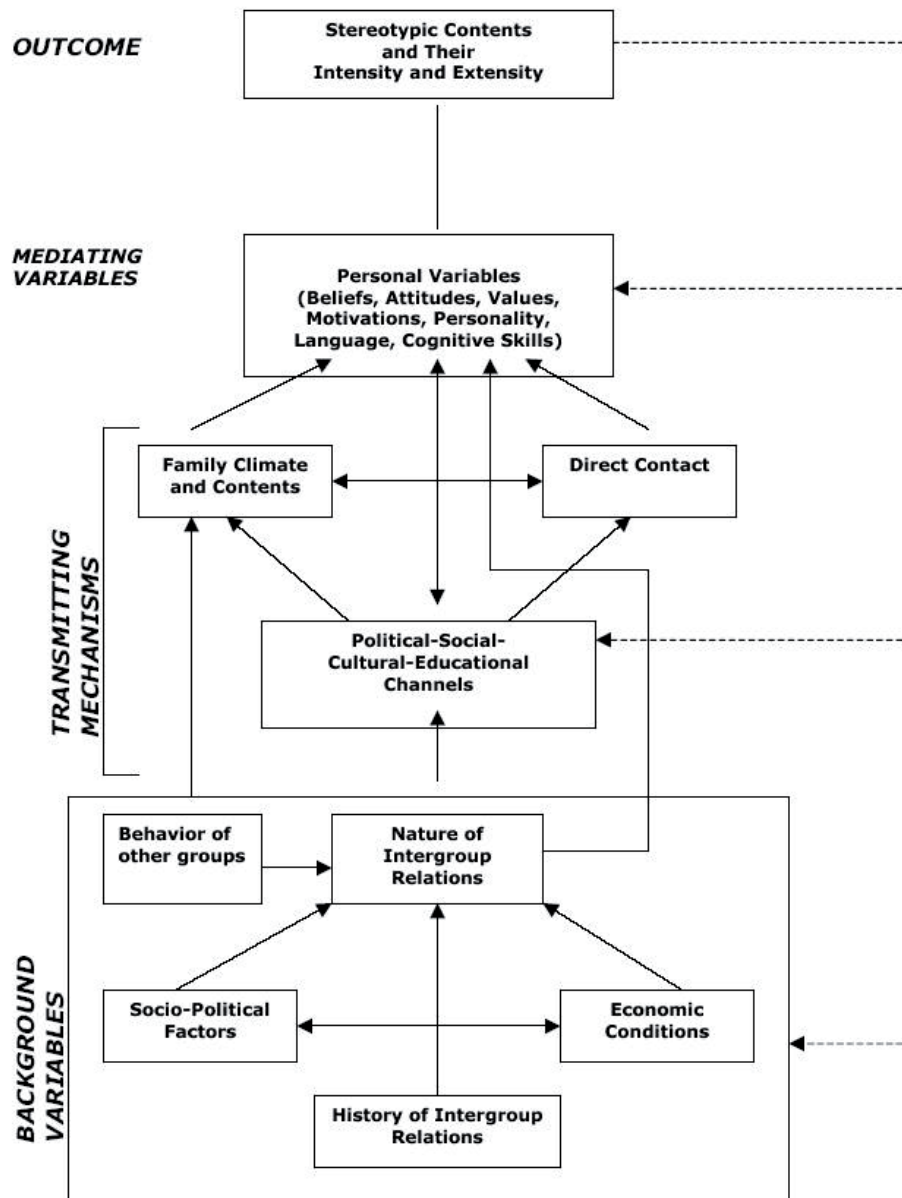 OUTCOME
Stereotypic Contents
and Their
Intensity and Extensity
MEDIATING
VARIABLES
Personal Variables
(Beliefs, Attitudes, Values,
Motivations, Personality,
Language, Cognitive Skills)
TRANSMITTING
MECHANISMS
Family Climate
and Contents
Direct Contact
Political-Social-
Cultural-Educational
Channels
BACKGROUND
VARIABLES
Behavior of
other groups
Nature of
Intergroup
Relations
Socio-Political
Factors
Economic
Conditions
History of Intergroup
Relations